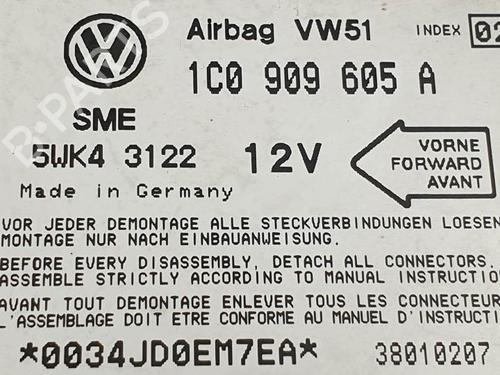 Airbag VW51
INDEX 02
1C0 909 605 A
SME
5WK4 3122
12V
VORNE
FORWARD
AVANT
Made in Germany
VOR JEDER DEMONTAGE ALLE STECKVERBINDUNGEN LOESEN
MONTAGE NUR NACH EINBAUANWEISUNG.
BEFORE EVERY DISASSEMBLY, DETACH ALL CONNECTORS,
ASSEMBLE STRICTLY ACCORDING TO MANUAL INSTRUCTION
AVANT TOUT DEMONTAGE ENLEVER TOUS LES CONNECTEUR
L'ASSEMBLAGE DOIT ETRE CONFORME AU MANUEL D'INSTRUCTI
*0034JD0EM7EA*
38010207